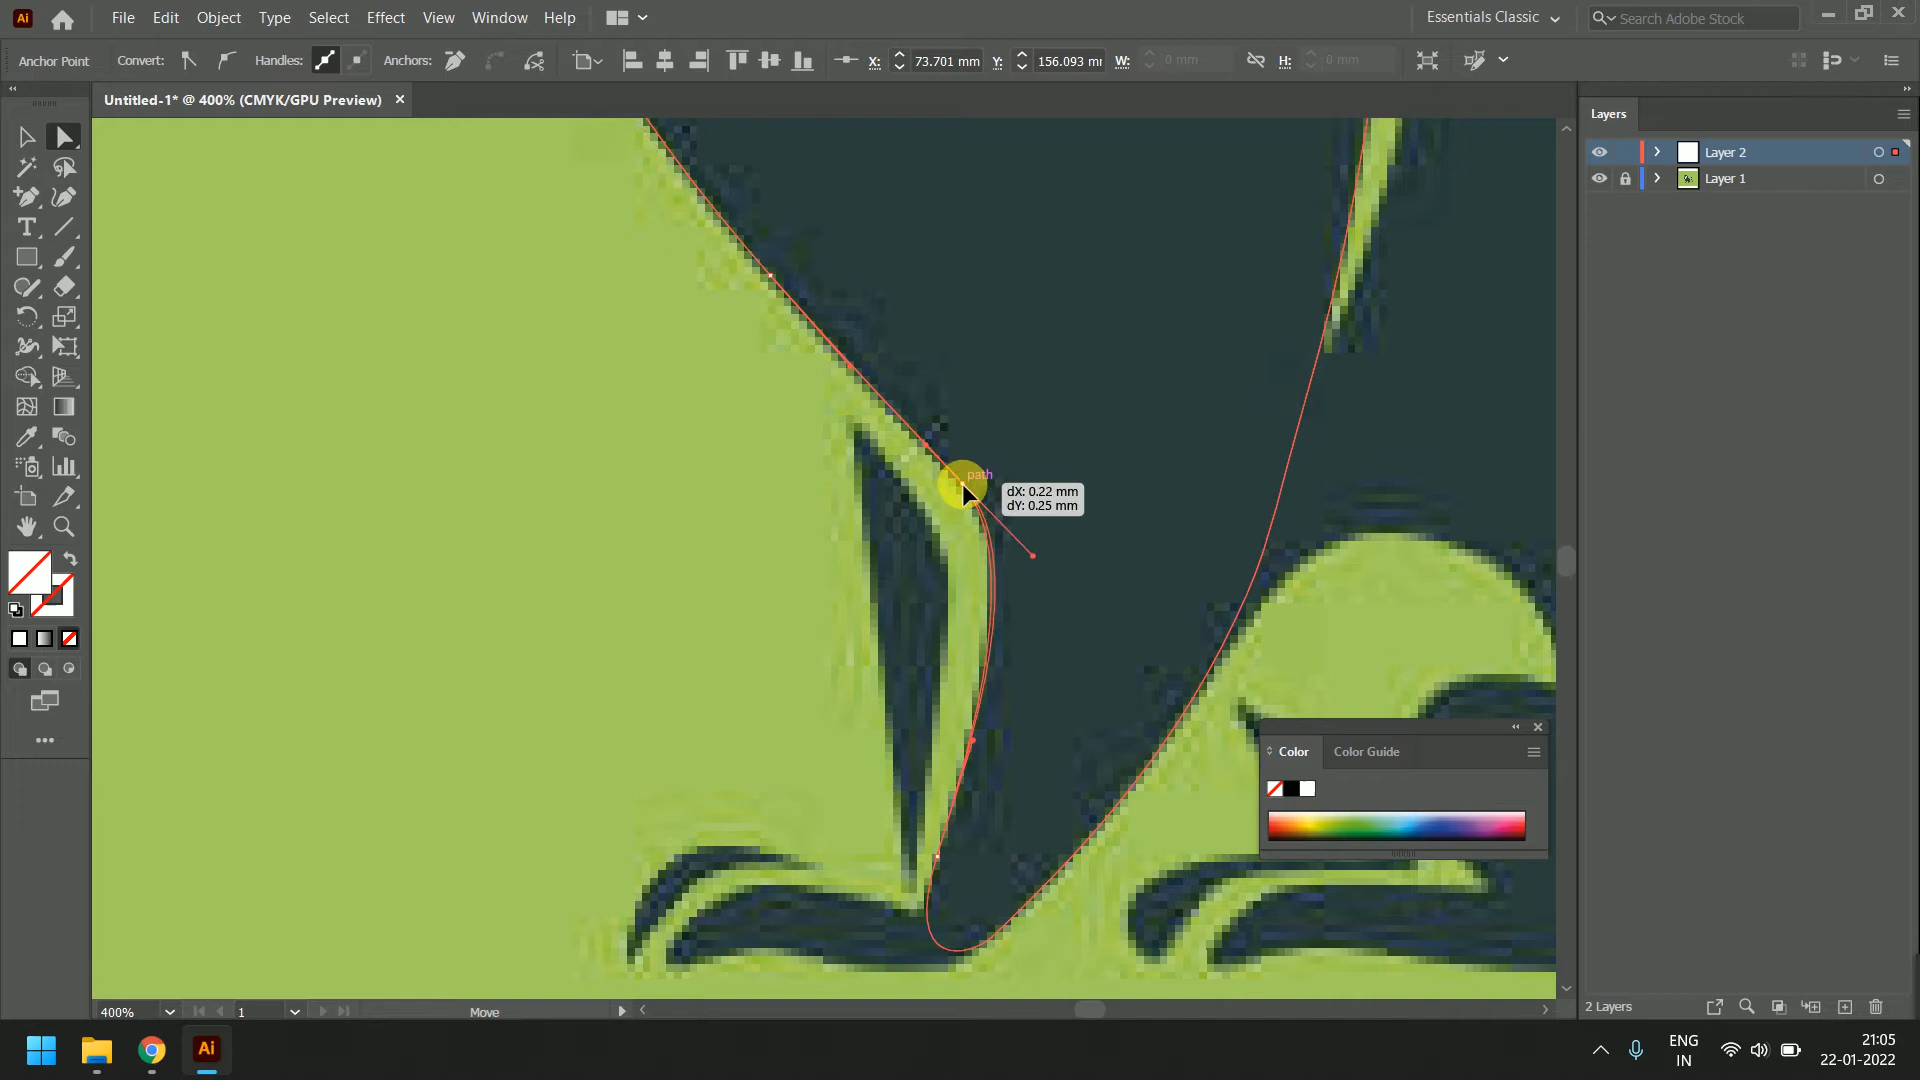 Ai
File Edit Object Type Select Effect View Window Help
Essentials Classic
Search Adobe Stock
Anchor Point
Convert:
Handles:
Anchors:
X:
73.701 mm
Y:
156.093 mm
W:
0 mm
H:
0 mm
Untitled-1* @ 400% (CMYK/GPU Preview)
Layers
Layer 2
Layer 1
path
dX: 0.22 mm
dY: 0.25 mm
Color
Color Guide
400%
1
Move
2 Layers
Ai
ENG
IN
21:05
22-01-2022